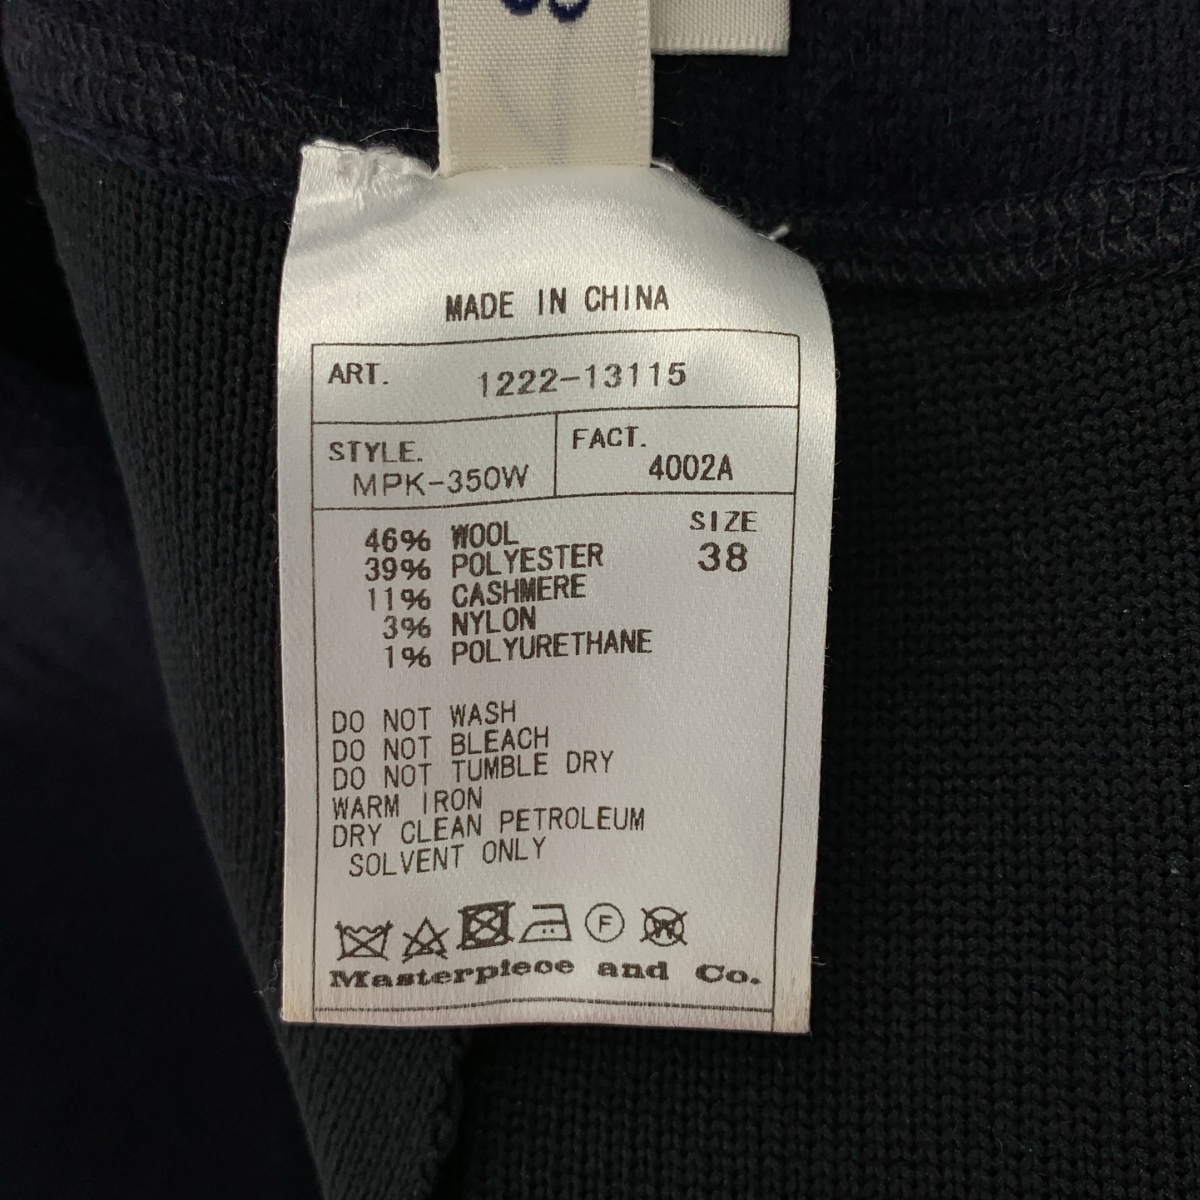 MADE IN CHINA
ART. 1222-13115
STYLE. MPK-350W
FACT. 4002A
SIZE 38
46% WOOL
39% POLYESTER
11% CASHMERE
3% NYLON
1% POLYURETHANE
DO NOT WASH
DO NOT BLEACH
DO NOT TUMBLE DRY
WARM IRON
DRY CLEAN PETROLEUM
SOLVENT ONLY
F W
Masterpiece and Co.